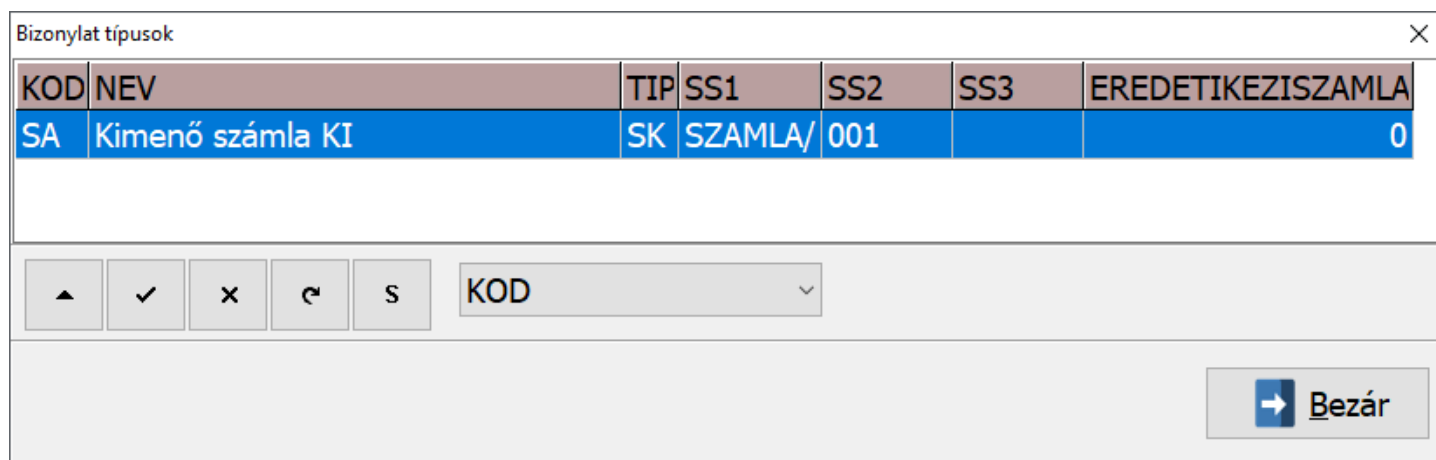 Bizonylat típusok
KOD NEV TIP SS1 SS2 SS3 EREDETIKEZISZAMLA
SA Kimenő számla KI SK SZAMLA/ 001 0
S KOD
Bezár